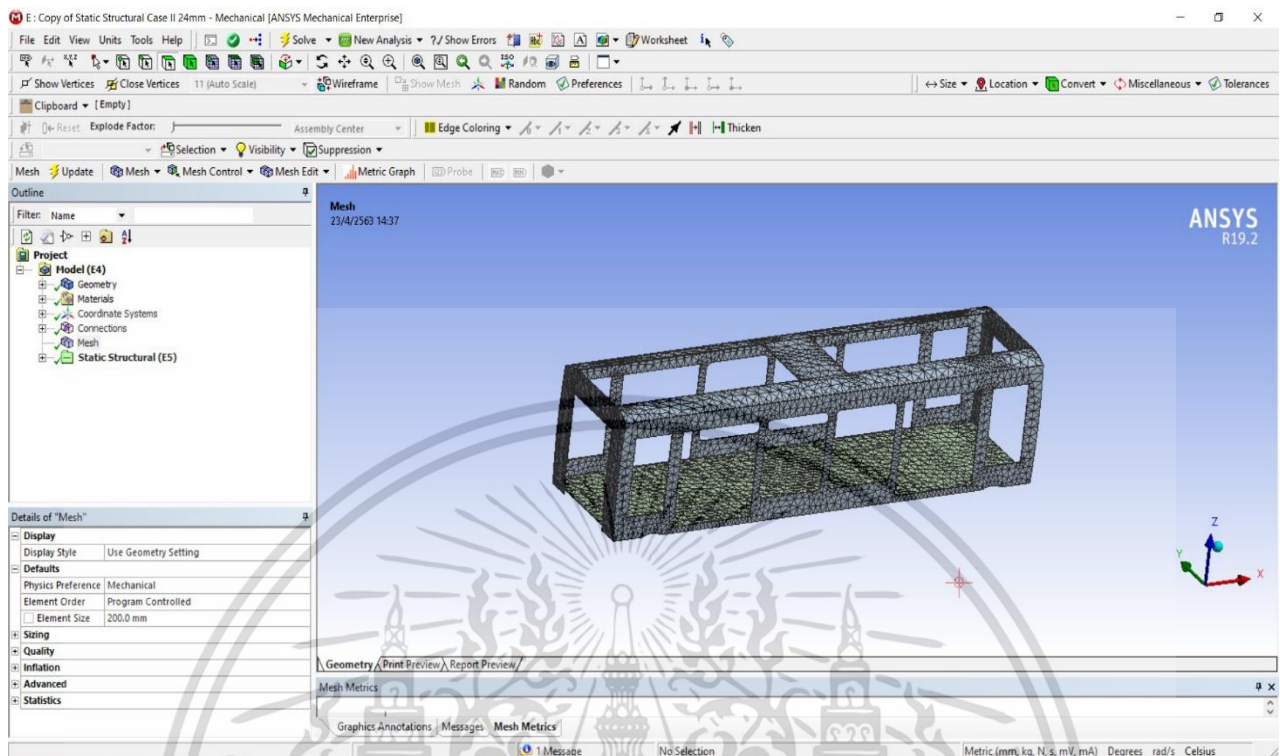 E : Copy of Static Structural Case II 24mm - Mechanical [ANSYS Mechanical Enterprise]
File Edit View Units Tools Help Solve New Analysis ?/ Show Errors A Worksheet i
Show Vertices Close Vertices 11 (Auto Scale) Wireframe Show Mesh Random Preferences Size Location Convert Miscellaneous Tolerances
Clipboard [Empty]
Reset Explode Factor: Assembly Center Edge Coloring Thicken
Selection Visibility Suppression
Mesh Update Mesh Mesh Control Mesh Edit Metric Graph Probe
Outline
Filter: Name
Project
Model (E4)
Geometry
Materials
Coordinate Systems
Connections
Mesh
Static Structural (E5)
Mesh
23/4/2563 14:37
ANSYS
R19.2
Z
Y
X
Details of "Mesh"
Display
Display Style Use Geometry Setting
Defaults
Physics Preference Mechanical
Element Order Program Controlled
Element Size 200.0 mm
Sizing
Quality
Inflation
Advanced
Statistics
Geometry Print Preview Report Preview
Mesh Metrics
Graphics Annotations Messages Mesh Metrics
1 Message No Selection Metric (mm, kg, N, s, mV, mA) Degrees rad/s Celsius